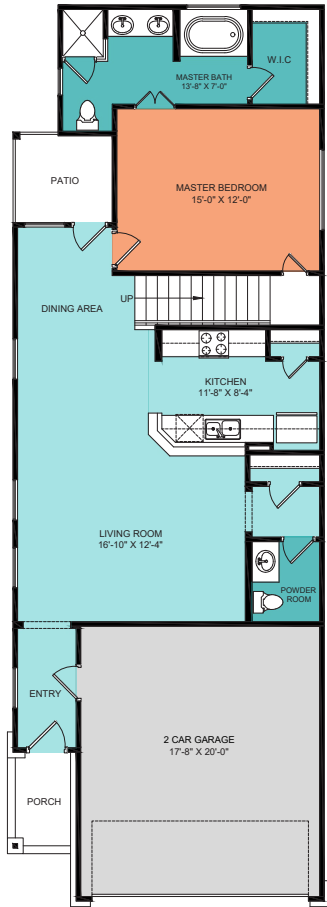 W.I.C
MASTER BATH
13'-8" X 7'-0"
PATIO
MASTER BEDROOM
15'-0" X 12'-0"
UP
DINING AREA
KITCHEN
11'-8" X 8'-4"
LIVING ROOM
16'-10" X 12'-4"
POWDER
ROOM
ENTRY
2 CAR GARAGE
17'-8" X 20'-0"
PORCH